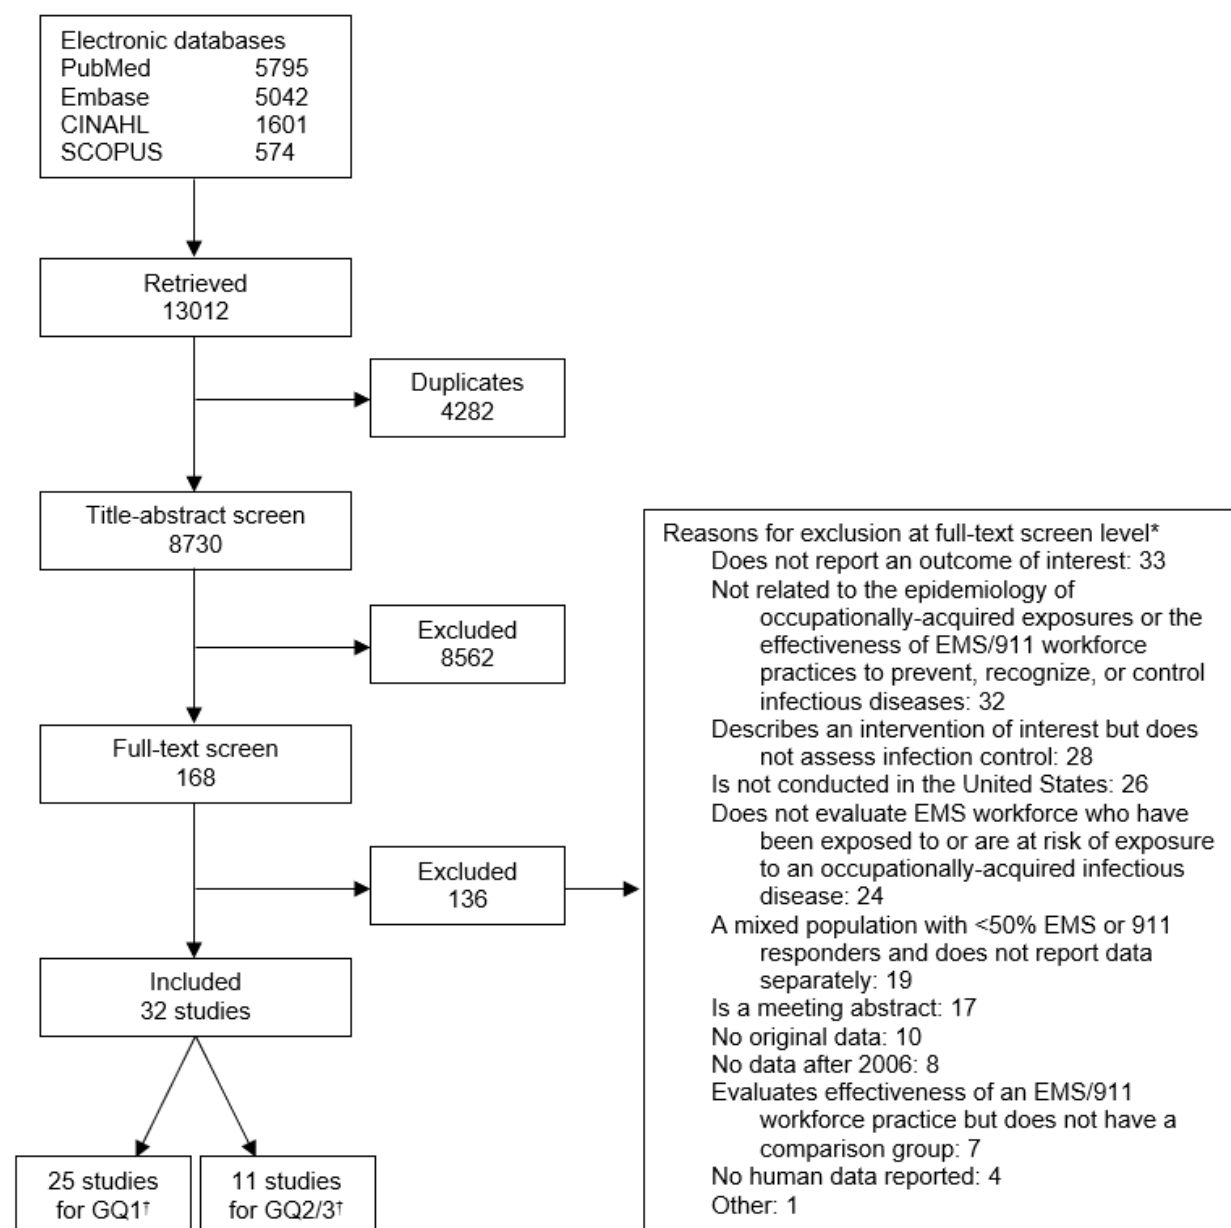 Electronic databases
PubMed 5795
Embase 5042
CINAHL 1601
SCOPUS 574
Retrieved
13012
Duplicates
4282
Title-abstract screen
8730
Excluded
8562
Full-text screen
168
Excluded
136
Included
32 studies
25 studies
for GQ1†
11 studies
for GQ2/3†
Reasons for exclusion at full-text screen level*
Does not report an outcome of interest: 33
Not related to the epidemiology of
occupationally-acquired exposures or the
effectiveness of EMS/911 workforce
practices to prevent, recognize, or control
infectious diseases: 32
Describes an intervention of interest but does
not assess infection control: 28
Is not conducted in the United States: 26
Does not evaluate EMS workforce who have
been exposed to or are at risk of exposure
to an occupationally-acquired infectious
disease: 24
A mixed population with <50% EMS or 911
responders and does not report data
separately: 19
Is a meeting abstract: 17
No original data: 10
No data after 2006: 8
Evaluates effectiveness of an EMS/911
workforce practice but does not have a
comparison group: 7
No human data reported: 4
Other: 1